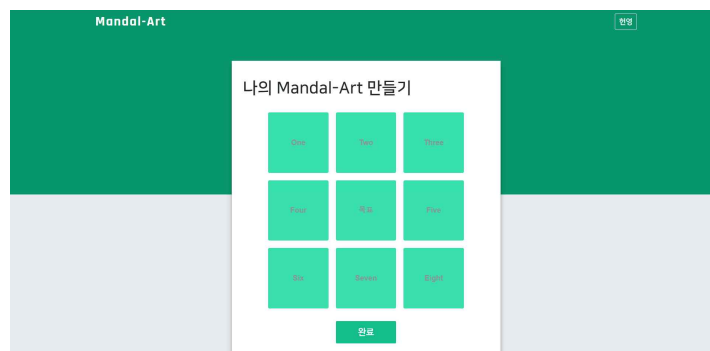 Mandal-Art
현영
나의 Mandal-Art 만들기
One Two Three
Four 목표 Five
Six Seven Eight
완료